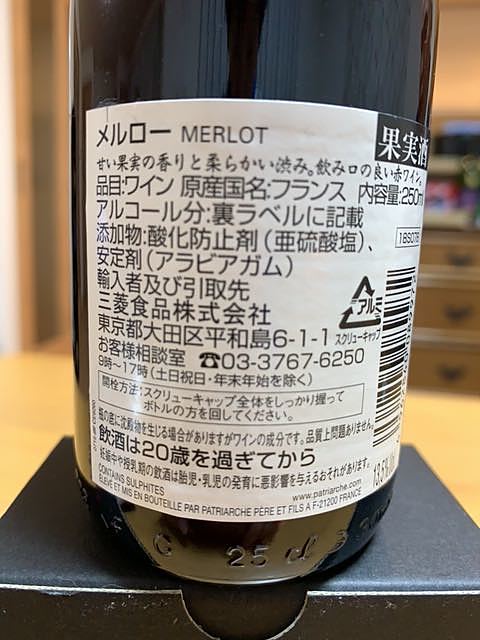 メルロー MERLOT
果実酒
甘い果実の香りと柔らかい渋み。飲み口の良い赤ワイン。
品目:ワイン 原産国名:フランス 内容量:250m
アルコール分:裏ラベルに記載
添加物:酸化防止剤(亜硫酸塩)、
安定剤(アラビアガム)
輸入者及び引取先
三菱食品株式会社
東京都大田区平和島6-1-1
お客様相談室 ☎03-3767-6250
9時~17時(土日祝日・年末年始を除く)
アルミ
スクリューキャップ
開栓方法:スクリューキャップ全体をしっかり握って
ボトルの方を回してください。
瓶の底に沈殿物を生じる場合がありますがワインの成分です。品質上問題ありません。
飲酒は20歳を過ぎてから
妊娠中や授乳期の飲酒は胎児・乳児の発育に悪影響を与えるおそれがあります。
CONTAINS SULPHITES
www.patriarche.com
ÉLEVÉ ET MIS EN BOUTEILLE PAR PATRIARCHE PÈRE ET FILS A F-21200 FRANCE
13,5%
25 cl